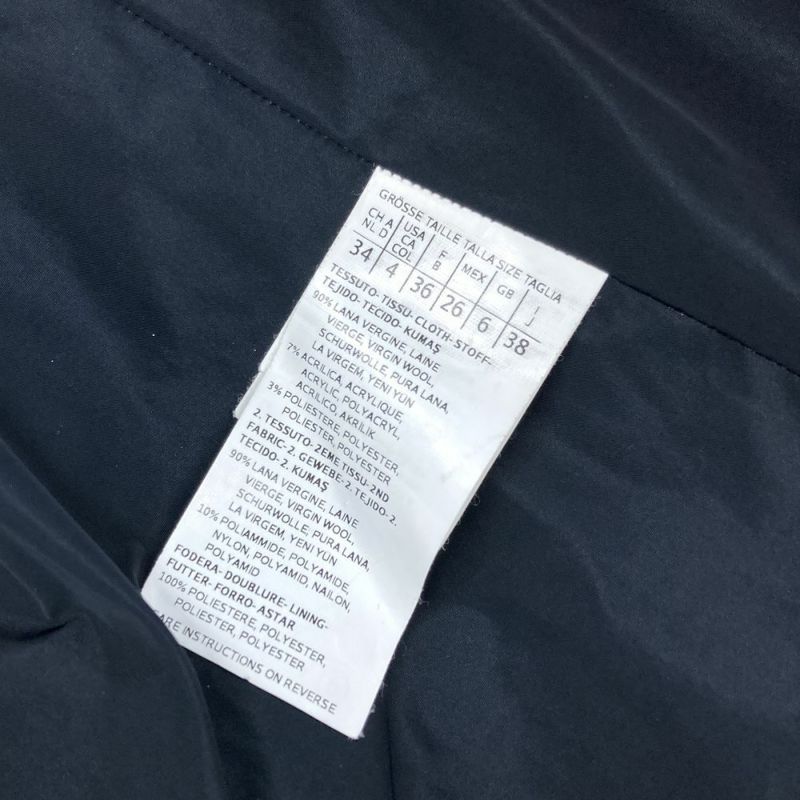 GRÖSSE TAILLE TALLA SIZE TAGLIA
CH A USA F MEX GB I
NL D CA B J
COL
34 4 36 26 6 38
TESSUTO-TISSU-CLOTH-STOFF-
TEJIDO-TECIDO-KUMAŞ
90% LANA VERGINE, LAINE
VIERGE, VIRGIN WOOL,
SCHURWOLLE, PURA LANA,
LA VIRGEM, YENI YÜN
7% ACRILICA, ACRYLIQUE,
ACRYLIC, POLYACRYL,
ACRILICO, AKRILIK
3% POLIESTERE, POLYESTER,
POLIESTER, POLYESTER
2. TESSUTO-2EME TISSU-2ND
FABRIC-2. GEWEBE-2. TEJIDO-2.
TECIDO-2. KUMAŞ
90% LANA VERGINE, LAINE
VIERGE, VIRGIN WOOL,
SCHURWOLLE, PURA LANA,
LA VIRGEM, YENI YÜN
10% POLIAMMIDE, POLYAMIDE,
NYLON, POLYAMID, NAILON,
POLYAMID
FODERA-DOUBLURE-LINING-
FUTTER-FORRO-ASTAR
100% POLIESTERE, POLYESTER,
POLIESTER, POLYESTER
CARE INSTRUCTIONS ON REVERSE